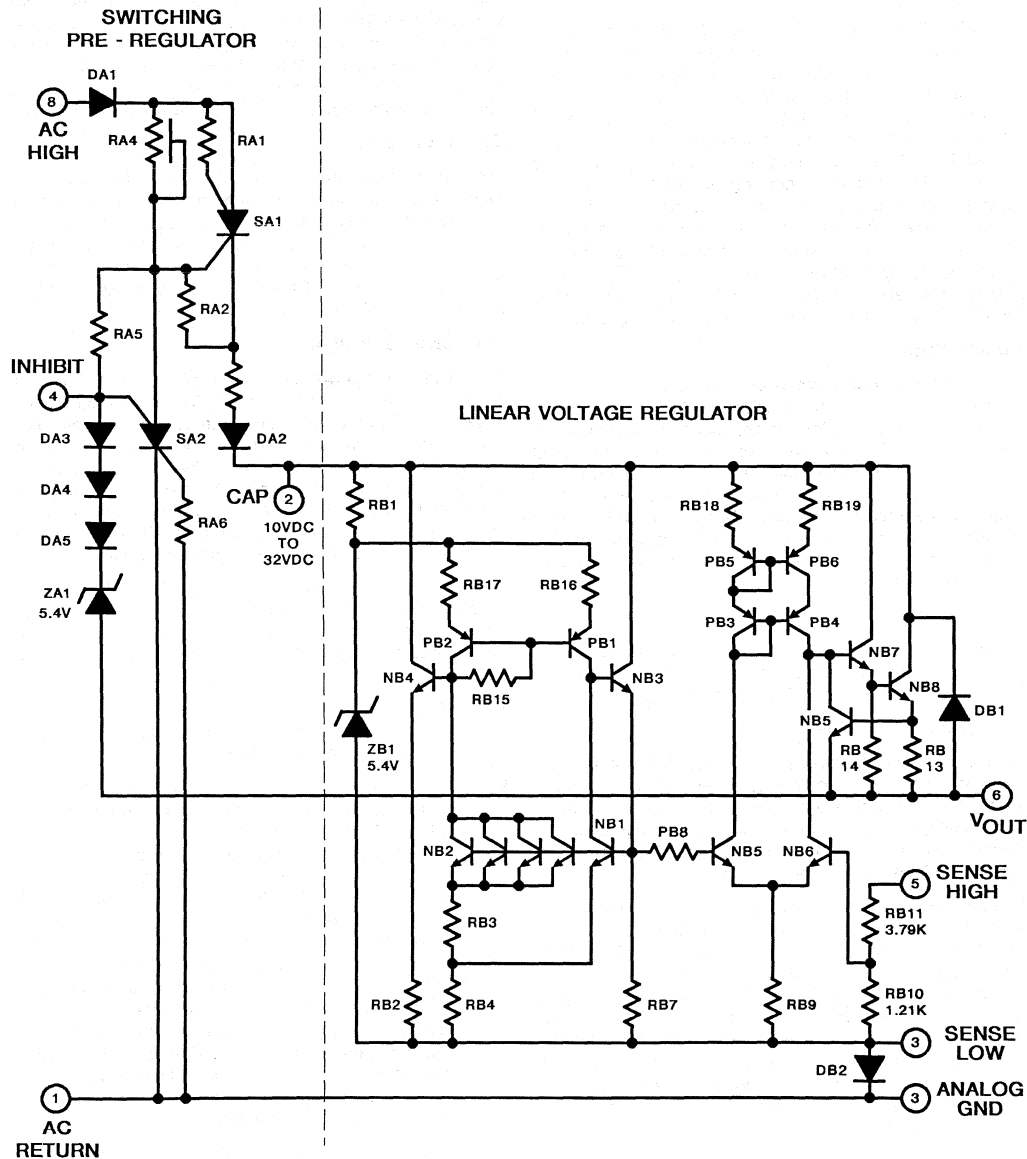 SWITCHING
PRE - REGULATOR
DA1
8
AC
HIGH
RA4
RA1
SA1
RA2
RA5
INHIBIT
4
DA3
SA2
DA2
DA4
DA5
RA6
ZA1
5.4V
CAP
2
10VDC
TO
32VDC
LINEAR VOLTAGE REGULATOR
RB1
RB17
RB16
PB2
PB1
NB4
RB15
NB3
ZB1
5.4V
RB18
RB19
PB5
PB6
PB3
PB4
NB7
NB8
NB5
DB1
RB
14
RB
13
6
VOUT
NB2
NB1
PB8
NB5
NB6
5
SENSE
HIGH
RB11
3.79K
RB3
RB2
RB4
RB7
RB9
RB10
1.21K
3
SENSE
LOW
DB2
1
AC
RETURN
3
ANALOG
GND